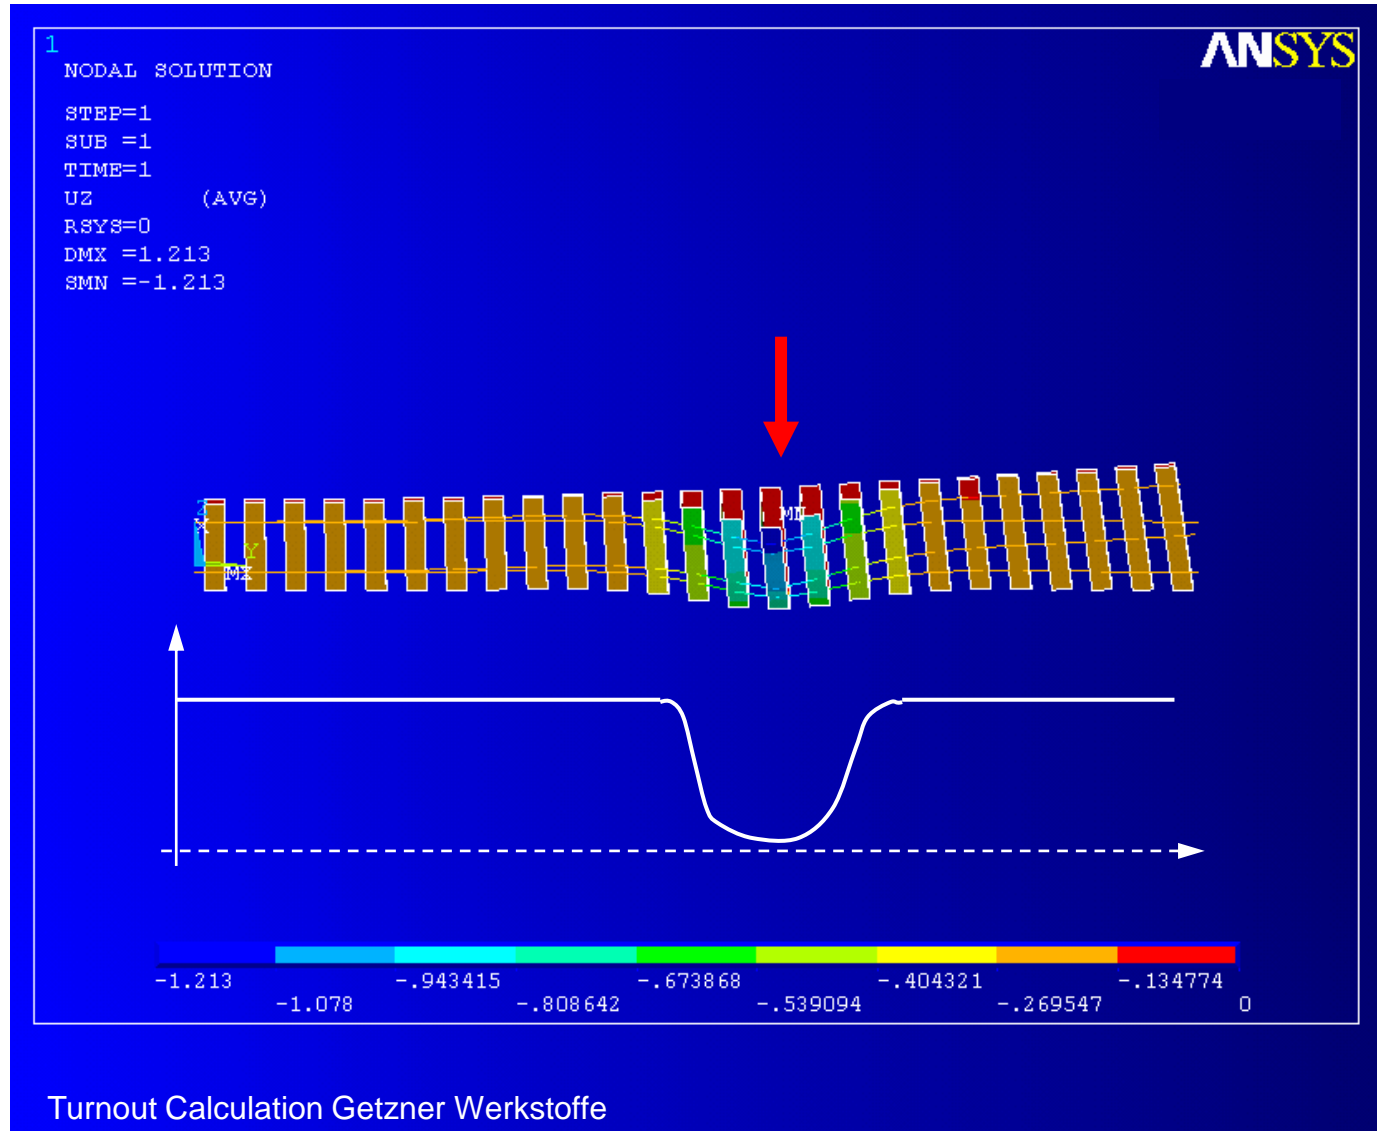 1
ANSYS
NODAL SOLUTION
STEP=1
SUB =1
TIME=1
UZ (AVG)
RSYS=0
DMX =1.213
SMN =-1.213
MN
Z
X
Y
MX
-1.213 -.943415 -.673868 -.404321 -.134774
-1.078 -.808642 -.539094 -.269547 0
Turnout Calculation Getzner Werkstoffe